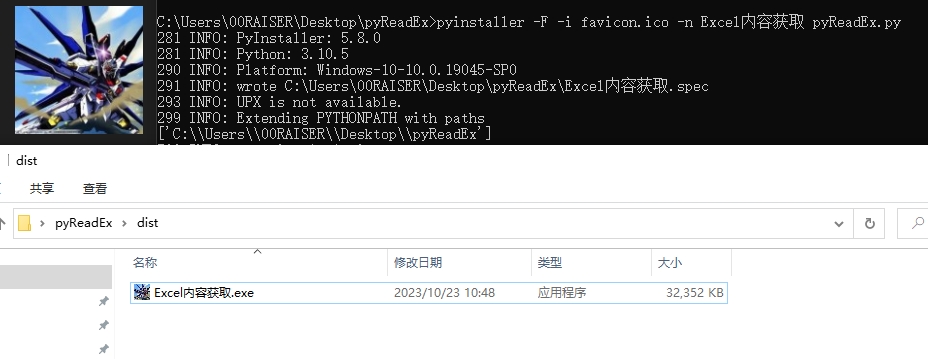 C:\Users\00RAISER\Desktop\pyReadEx>pyinstaller -F -i favicon.ico -n Excel内容获取 pyReadEx.py
281 INFO: PyInstaller: 5.8.0
281 INFO: Python: 3.10.5
290 INFO: Platform: Windows-10-10.0.19045-SP0
291 INFO: wrote C:\Users\00RAISER\Desktop\pyReadEx\Excel内容获取.spec
293 INFO: UPX is not available.
299 INFO: Extending PYTHONPATH with paths
['C:\\Users\\00RAISER\\Desktop\\pyReadEx']
dist
共享 查看
pyReadEx dist
名称 修改日期 类型 大小
Excel内容获取.exe 2023/10/23 10:48 应用程序 32,352 KB